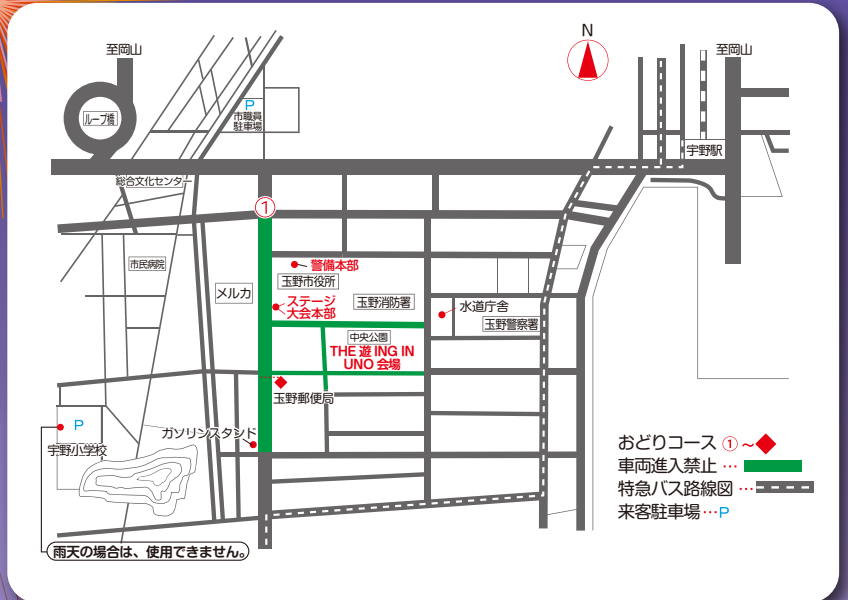 至岡山
N
至岡山
ループ橋
P
市職員
駐車場
宇野駅
総合文化センター
①
市民病院
警備本部
玉野市役所
メルカ
ステージ
大会本部
玉野消防署
水道庁舎
玉野警察署
中央公園
THE 遊 ING IN
UNO 会場
玉野郵便局
P
ガソリンスタンド
宇野小学校
おどりコース ① ~
車両進入禁止 …
特急バス路線図 …
来客駐車場…P
雨天の場合は、使用できません。